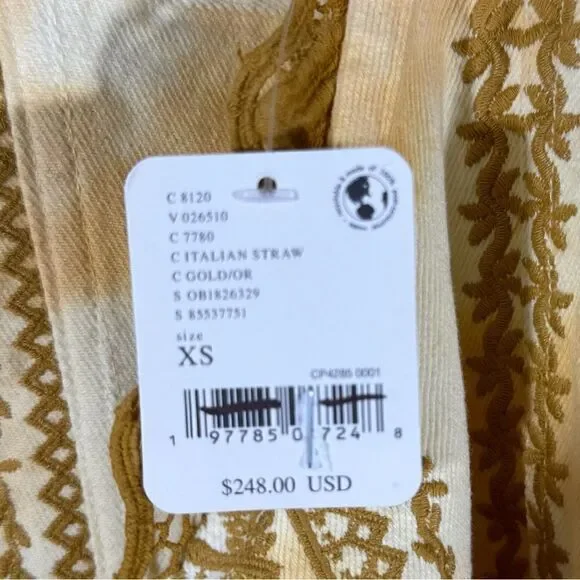 C 8120
V 026510
C 7780
C ITALIAN STRAW
C GOLD/OR
S OB1826329
S 85537751
size
XS
CP4Z85 0001
1 97785 0 724 8
$248.00 USD